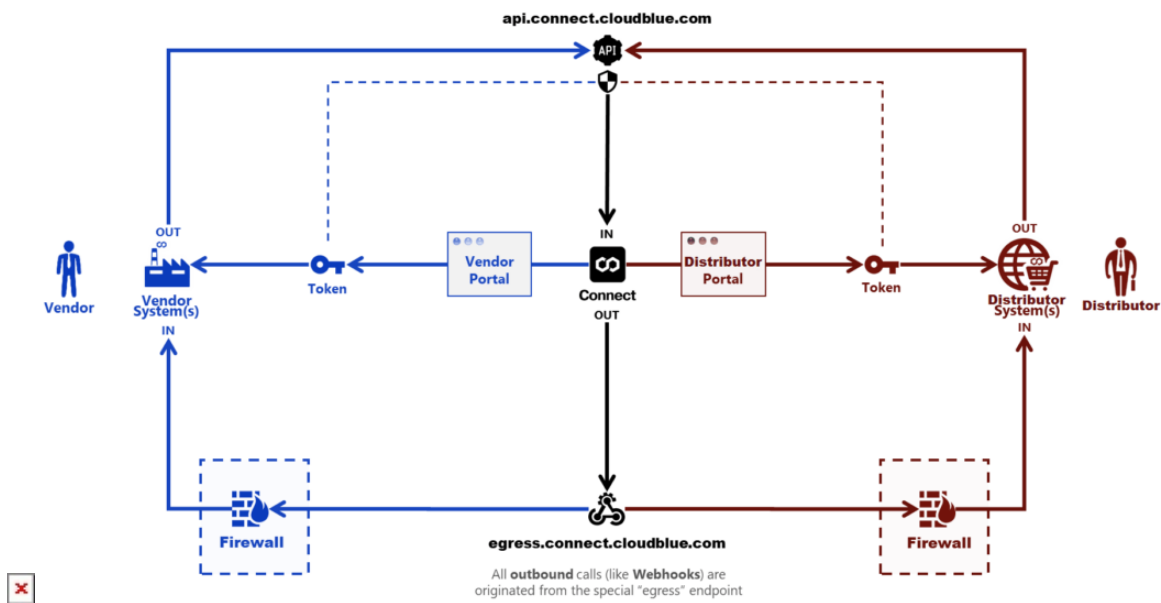 api.connect.cloudblue.com
API
OUT
OUT
IN
Vendor
Portal
Distributor
Portal
Vendor
Vendor
System(s)
Token
Connect
Token
Distributor
System(s)
Distributor
IN
OUT
IN
Firewall
Firewall
egress.connect.cloudblue.com
All outbound calls (like Webhooks) are
originated from the special "egress" endpoint